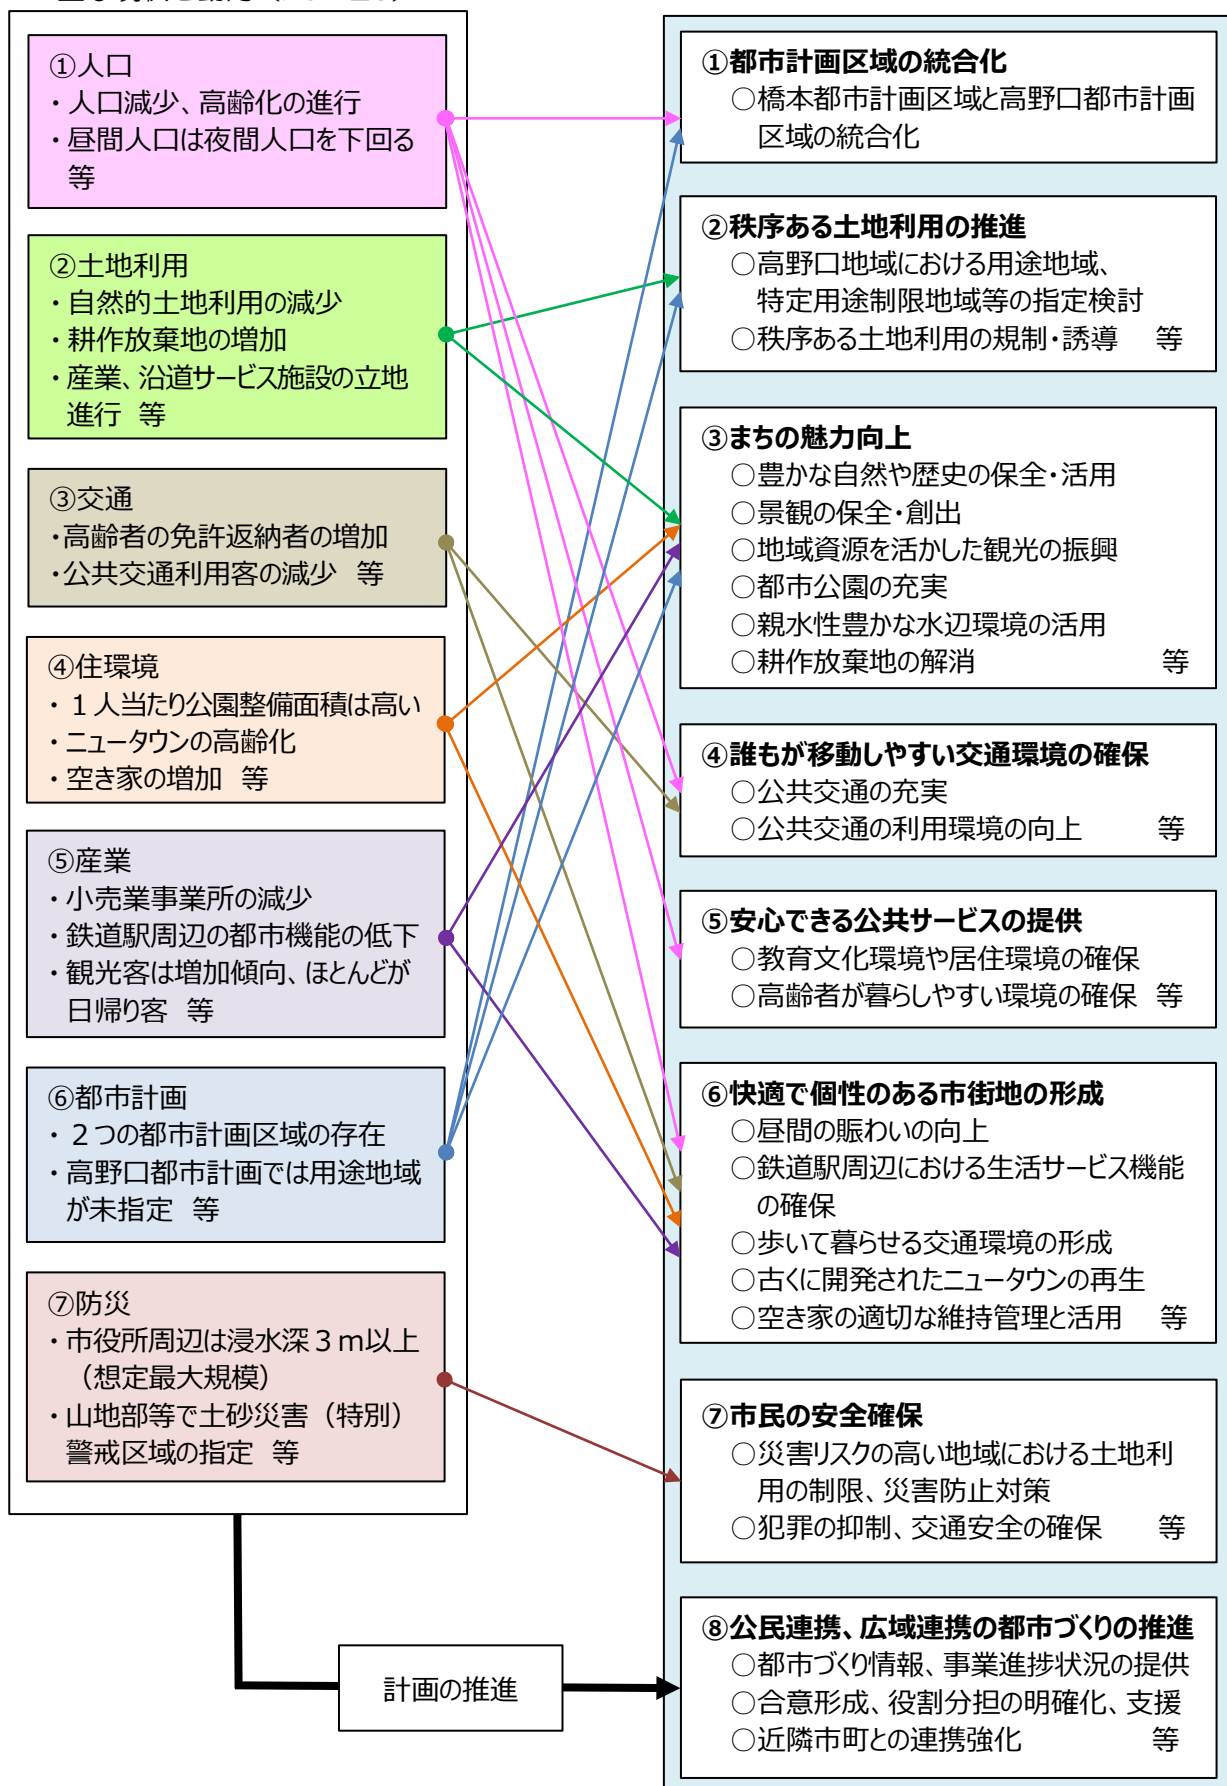 ①人口
・人口減少、高齢化の進行
・昼間人口は夜間人口を下回る
等
②土地利用
・自然的土地利用の減少
・耕作放棄地の増加
・産業、沿道サービス施設の立地
進行 等
③交通
・高齢者の免許返納者の増加
・公共交通利用客の減少 等
④住環境
・１人当たり公園整備面積は高い
・ニュータウンの高齢化
・空き家の増加 等
⑤産業
・小売業事業所の減少
・鉄道駅周辺の都市機能の低下
・観光客は増加傾向、ほとんどが
日帰り客 等
⑥都市計画
・２つの都市計画区域の存在
・高野口都市計画では用途地域
が未指定 等
⑦防災
・市役所周辺は浸水深３ｍ以上
（想定最大規模）
・山地部等で土砂災害（特別）
警戒区域の指定 等
計画の推進
①都市計画区域の統合化
○橋本都市計画区域と高野口都市計画
区域の統合化
②秩序ある土地利用の推進
○高野口地域における用途地域、
特定用途制限地域等の指定検討
○秩序ある土地利用の規制・誘導 等
③まちの魅力向上
○豊かな自然や歴史の保全・活用
○景観の保全・創出
○地域資源を活かした観光の振興
○都市公園の充実
○親水性豊かな水辺環境の活用
○耕作放棄地の解消 等
④誰もが移動しやすい交通環境の確保
○公共交通の充実
○公共交通の利用環境の向上 等
⑤安心できる公共サービスの提供
○教育文化環境や居住環境の確保
○高齢者が暮らしやすい環境の確保 等
⑥快適で個性のある市街地の形成
○昼間の賑わいの向上
○鉄道駅周辺における生活サービス機能
の確保
○歩いて暮らせる交通環境の形成
○古くに開発されたニュータウンの再生
○空き家の適切な維持管理と活用 等
⑦市民の安全確保
○災害リスクの高い地域における土地利
用の制限、災害防止対策
○犯罪の抑制、交通安全の確保 等
⑧公民連携、広域連携の都市づくりの推進
○都市づくり情報、事業進捗状況の提供
○合意形成、役割分担の明確化、支援
○近隣市町との連携強化 等